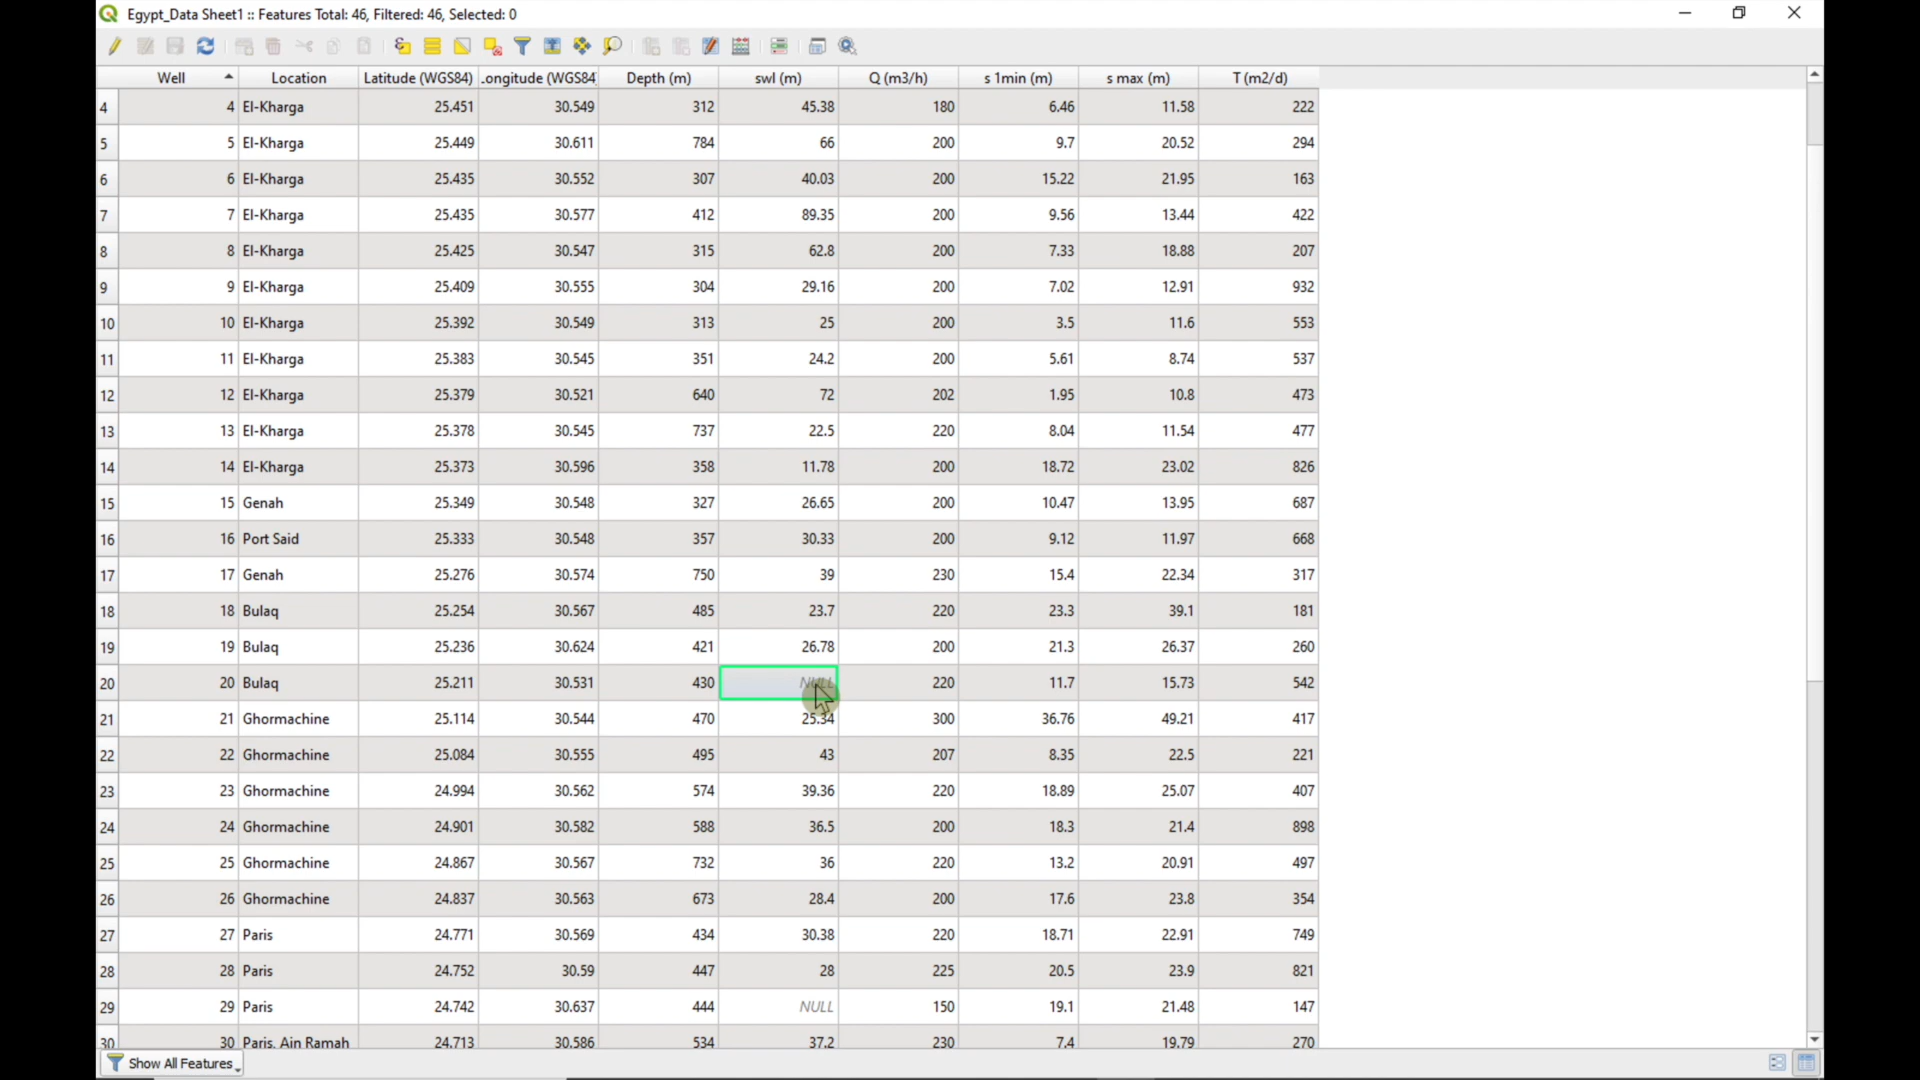 Egypt_Data Sheet1 :: Features Total: 46, Filtered: 46, Selected: 0
Well Location Latitude (WGS84) ongitude (WGS84 Depth (m) swl (m) Q (m3/h) s 1min (m) s max (m) T (m2/d)
4 4 El-Kharga 25.451 30.549 312 45.38 180 6.46 11.58 222
5 5 El-Kharga 25.449 30.611 784 66 200 9.7 20.52 294
6 6 El-Kharga 25.435 30.552 307 40.03 200 15.22 21.95 163
7 7 El-Kharga 25.435 30.577 412 89.35 200 9.56 13.44 422
8 8 El-Kharga 25.425 30.547 315 62.8 200 7.33 18.88 207
9 9 El-Kharga 25.409 30.555 304 29.16 200 7.02 12.91 932
10 10 El-Kharga 25.392 30.549 313 25 200 3.5 11.6 553
11 11 El-Kharga 25.383 30.545 351 24.2 200 5.61 8.74 537
12 12 El-Kharga 25.379 30.521 640 72 202 1.95 10.8 473
13 13 El-Kharga 25.378 30.545 737 22.5 220 8.04 11.54 477
14 14 El-Kharga 25.373 30.596 358 11.78 200 18.72 23.02 826
15 15 Genah 25.349 30.548 327 26.65 200 10.47 13.95 687
16 16 Port Said 25.333 30.548 357 30.33 200 9.12 11.97 668
17 17 Genah 25.276 30.574 750 39 230 15.4 22.34 317
18 18 Bulaq 25.254 30.567 485 23.7 220 23.3 39.1 181
19 19 Bulaq 25.236 30.624 421 26.78 200 21.3 26.37 260
20 20 Bulaq 25.211 30.531 430 NULL 220 11.7 15.73 542
21 21 Ghormachine 25.114 30.544 470 25.34 300 36.76 49.21 417
22 22 Ghormachine 25.084 30.555 495 43 207 8.35 22.5 221
23 23 Ghormachine 24.994 30.562 574 39.36 220 18.89 25.07 407
24 24 Ghormachine 24.901 30.582 588 36.5 200 18.3 21.4 898
25 25 Ghormachine 24.867 30.567 732 36 220 13.2 20.91 497
26 26 Ghormachine 24.837 30.563 673 28.4 200 17.6 23.8 354
27 27 Paris 24.771 30.569 434 30.38 220 18.71 22.91 749
28 28 Paris 24.752 30.59 447 28 225 20.5 23.9 821
29 29 Paris 24.742 30.637 444 NULL 150 19.1 21.48 147
30 30 Paris, Ain Ramah 24.713 30.586 534 37.2 230 7.4 19.79 270
Show All Features